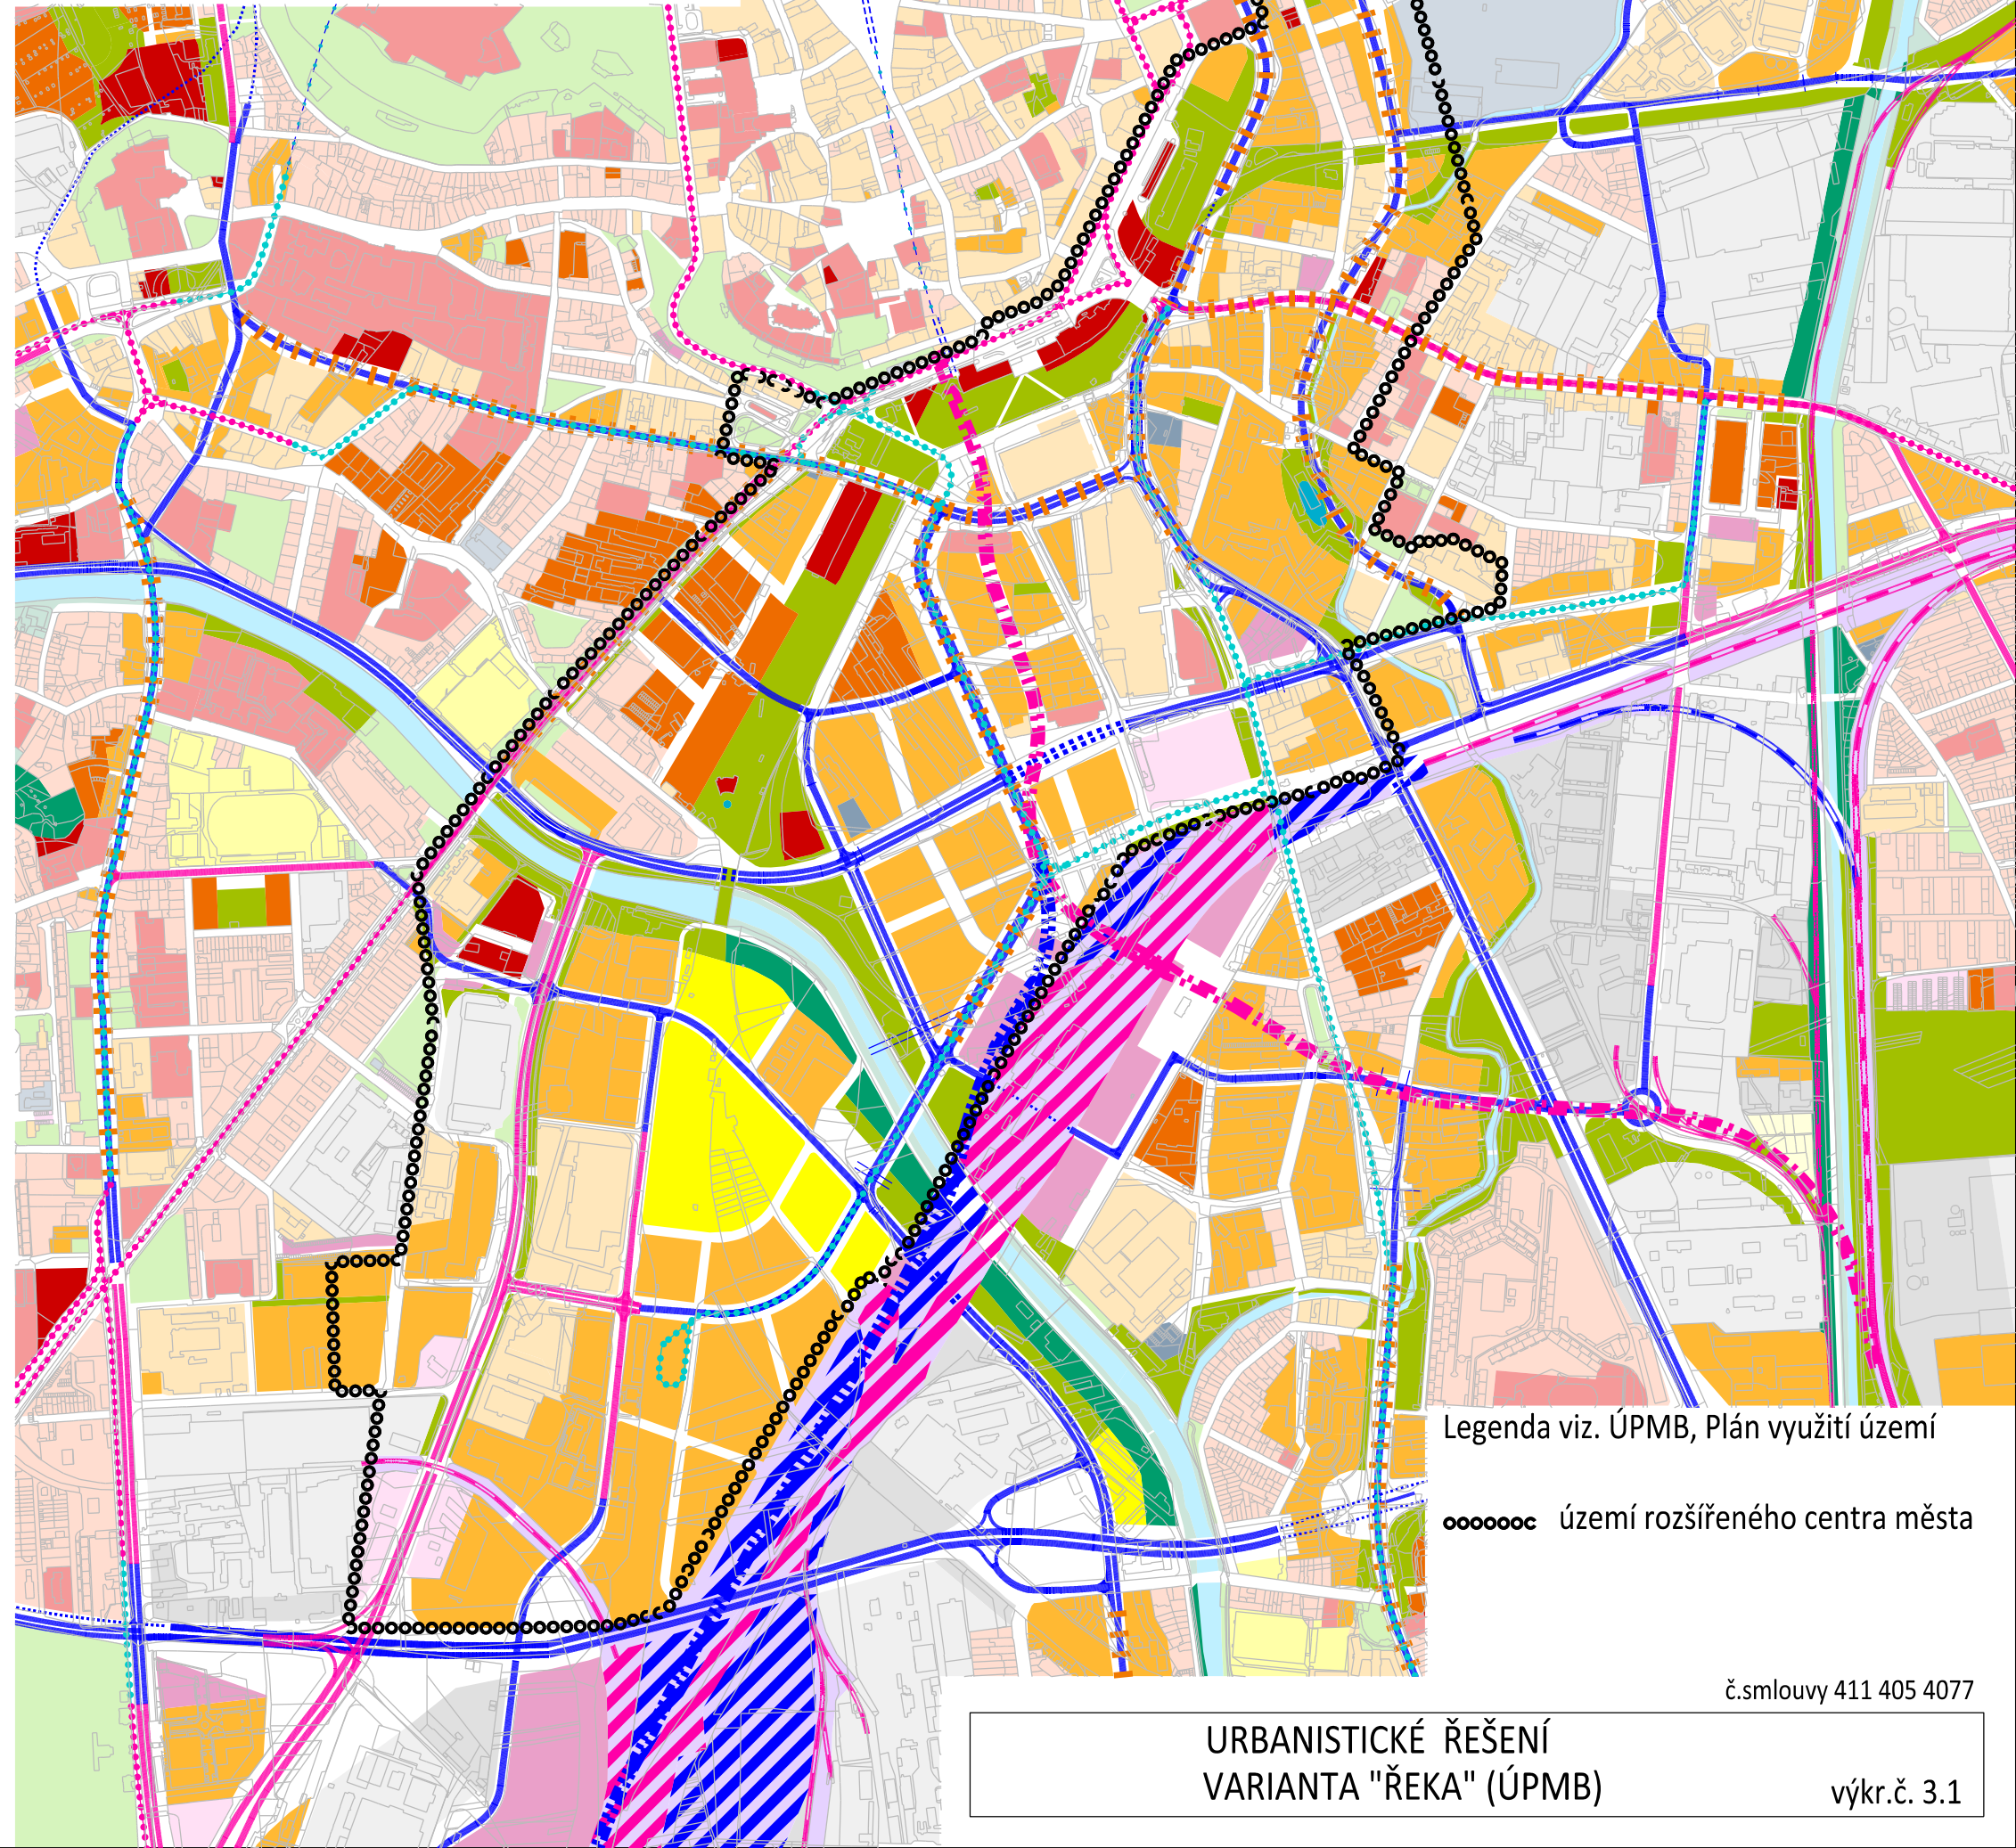 Legenda viz. ÚPMB, Plán využití území
území rozšířeného centra města
č.smlouvy 411 405 4077
URBANISTICKÉ ŘEŠENÍ
VARIANTA "ŘEKA" (ÚPMB)
výkr.č. 3.1